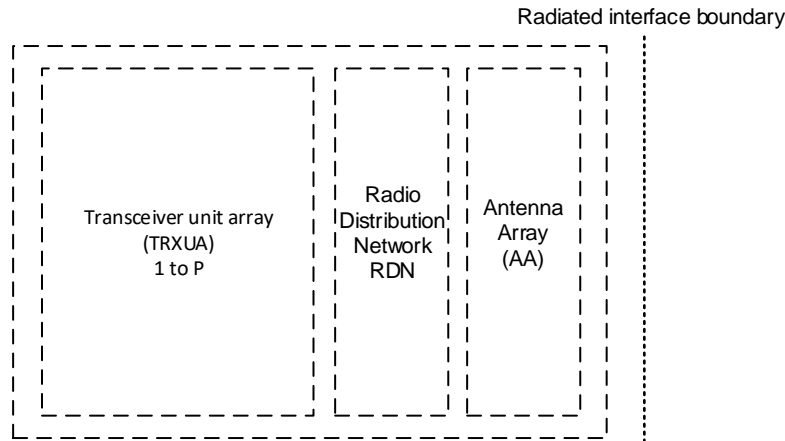 Radiated interface boundary
Transceiver unit array
(TRXUA)
1 to P
Radio
Distribution
Network
RDN
Antenna
Array
(AA)